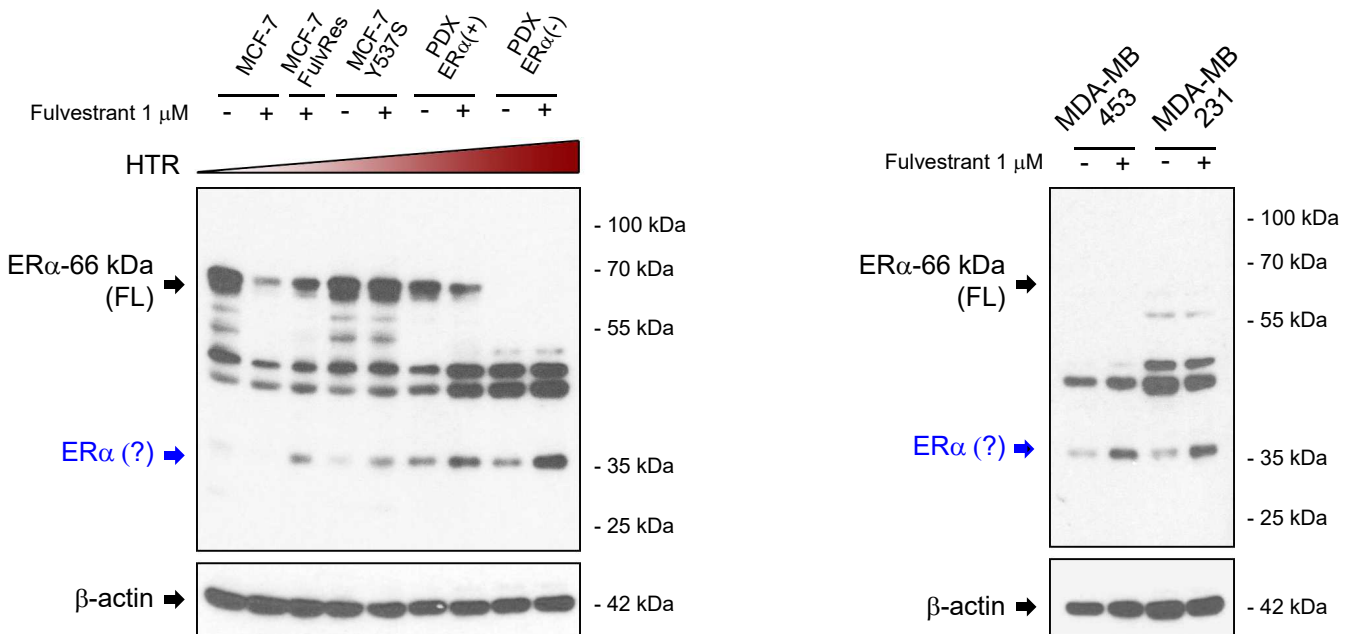 MCF-7
MCF-7
FulvRes
MCF-7
Y537S
PDX
ERα(+)
PDX
ERα(-)
Fulvestrant 1 μM
- + + - + - + - +
HTR
ERα-66 kDa
(FL)
ERα (?)
- 100 kDa
- 70 kDa
- 55 kDa
- 35 kDa
- 25 kDa
β-actin
- 42 kDa
MDA-MB
453
MDA-MB
231
Fulvestrant 1 μM
- + - +
ERα-66 kDa
(FL)
ERα (?)
- 100 kDa
- 70 kDa
- 55 kDa
- 35 kDa
- 25 kDa
β-actin
- 42 kDa